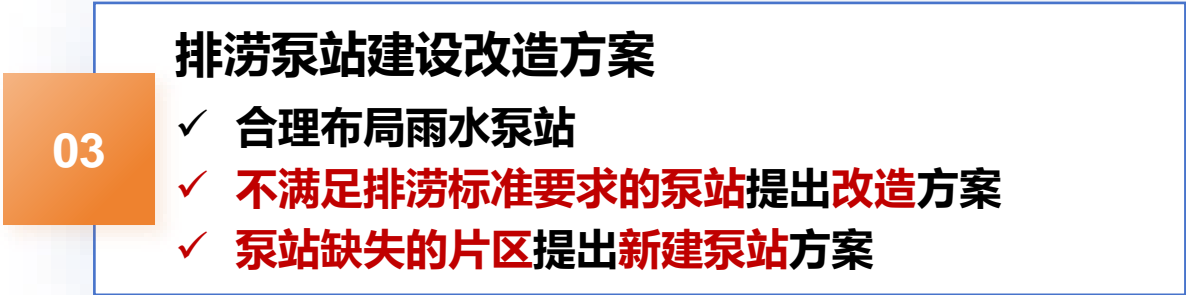 排涝泵站建设改造方案
03
✓ 合理布局雨水泵站
✓ 不满足排涝标准要求的泵站提出改造方案
✓ 泵站缺失的片区提出新建泵站方案